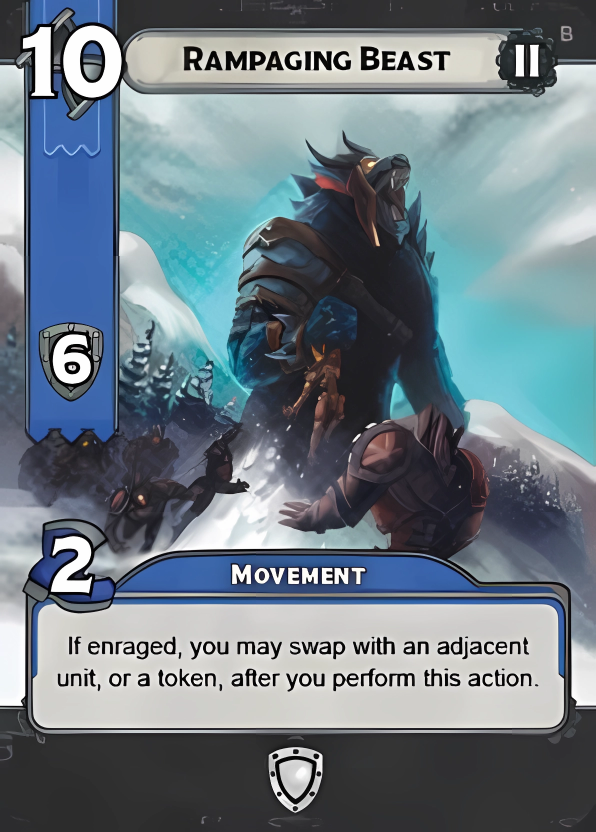 10
RAMPAGING BEAST
II
B
6
2
MOVEMENT
If enraged, you may swap with an adjacent
unit, or a token, after you perform this action.